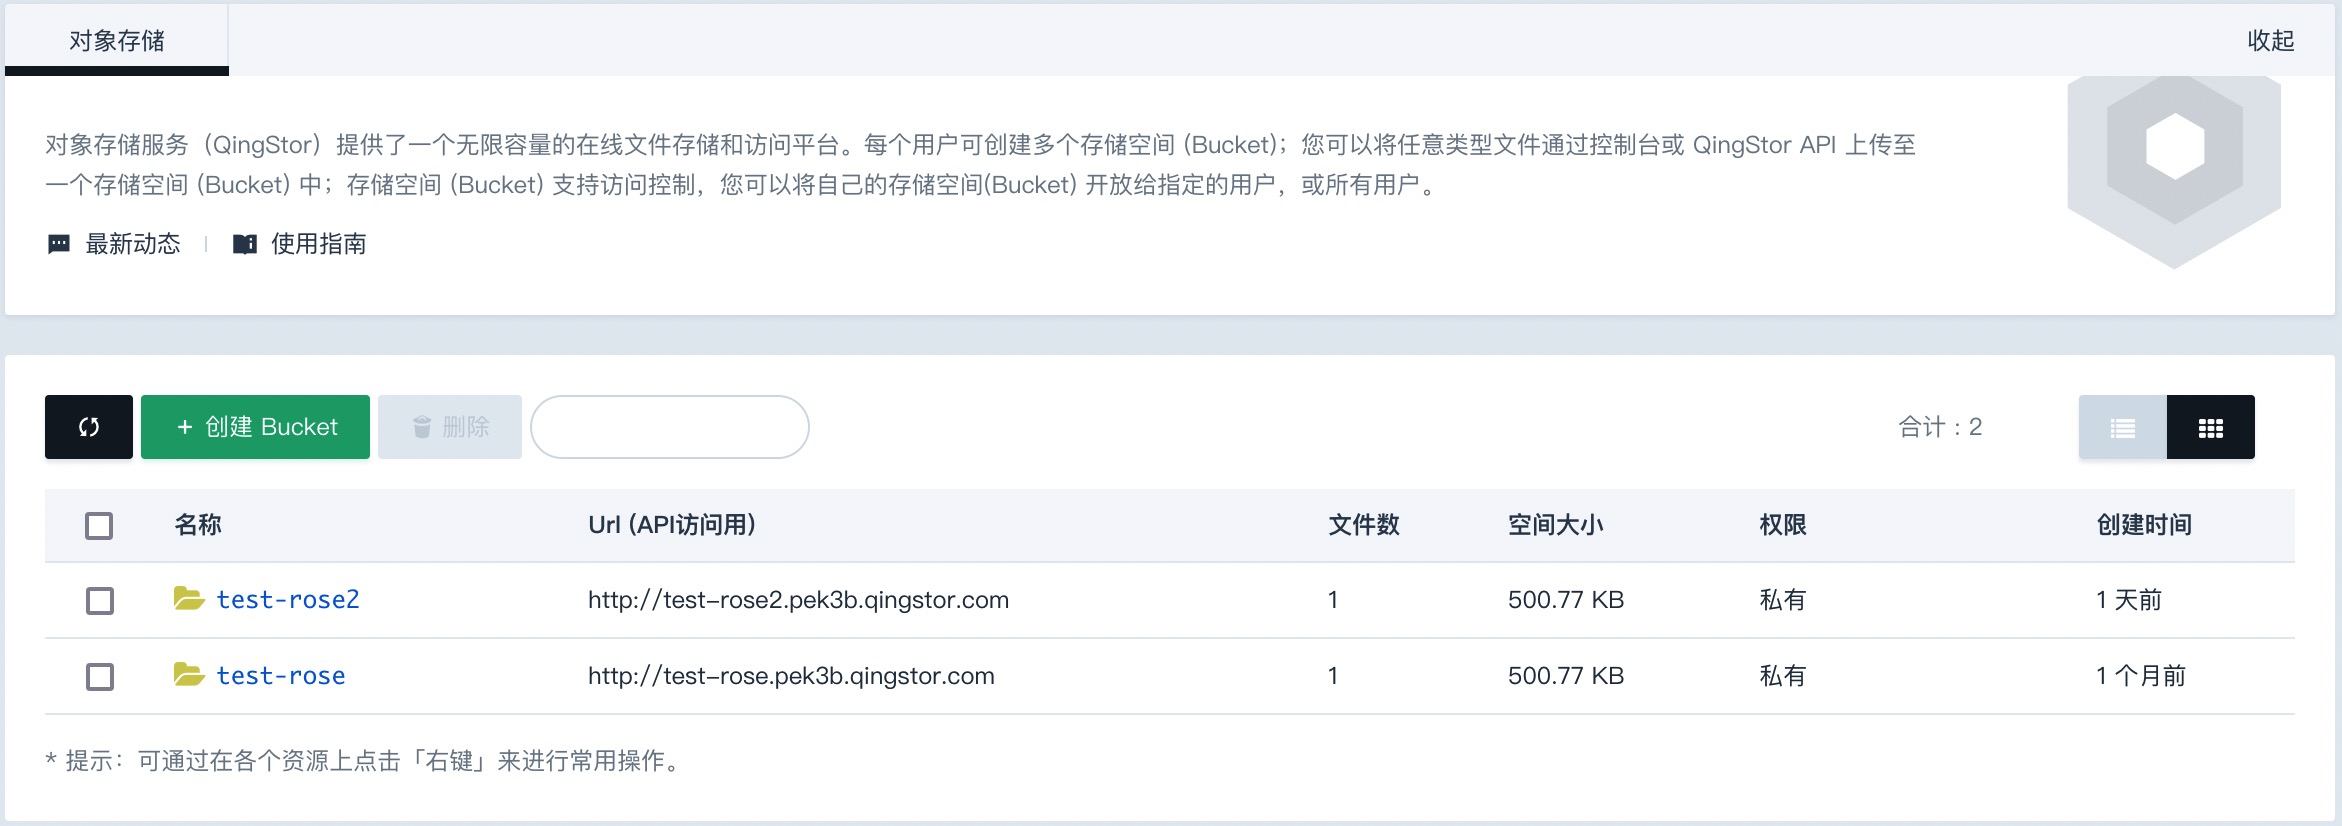 对象存储 收起
对象存储服务（QingStor）提供了一个无限容量的在线文件存储和访问平台。每个用户可创建多个存储空间 (Bucket)；您可以将任意类型文件通过控制台或 QingStor API 上传至
一个存储空间 (Bucket) 中；存储空间 (Bucket) 支持访问控制，您可以将自己的存储空间(Bucket) 开放给指定的用户，或所有用户。
最新动态 使用指南
+ 创建 Bucket 删除 合计：2
名称 Url (API访问用) 文件数 空间大小 权限 创建时间
test-rose2 http://test-rose2.pek3b.qingstor.com 1 500.77 KB 私有 1 天前
test-rose http://test-rose.pek3b.qingstor.com 1 500.77 KB 私有 1 个月前
* 提示：可通过在各个资源上点击「右键」来进行常用操作。